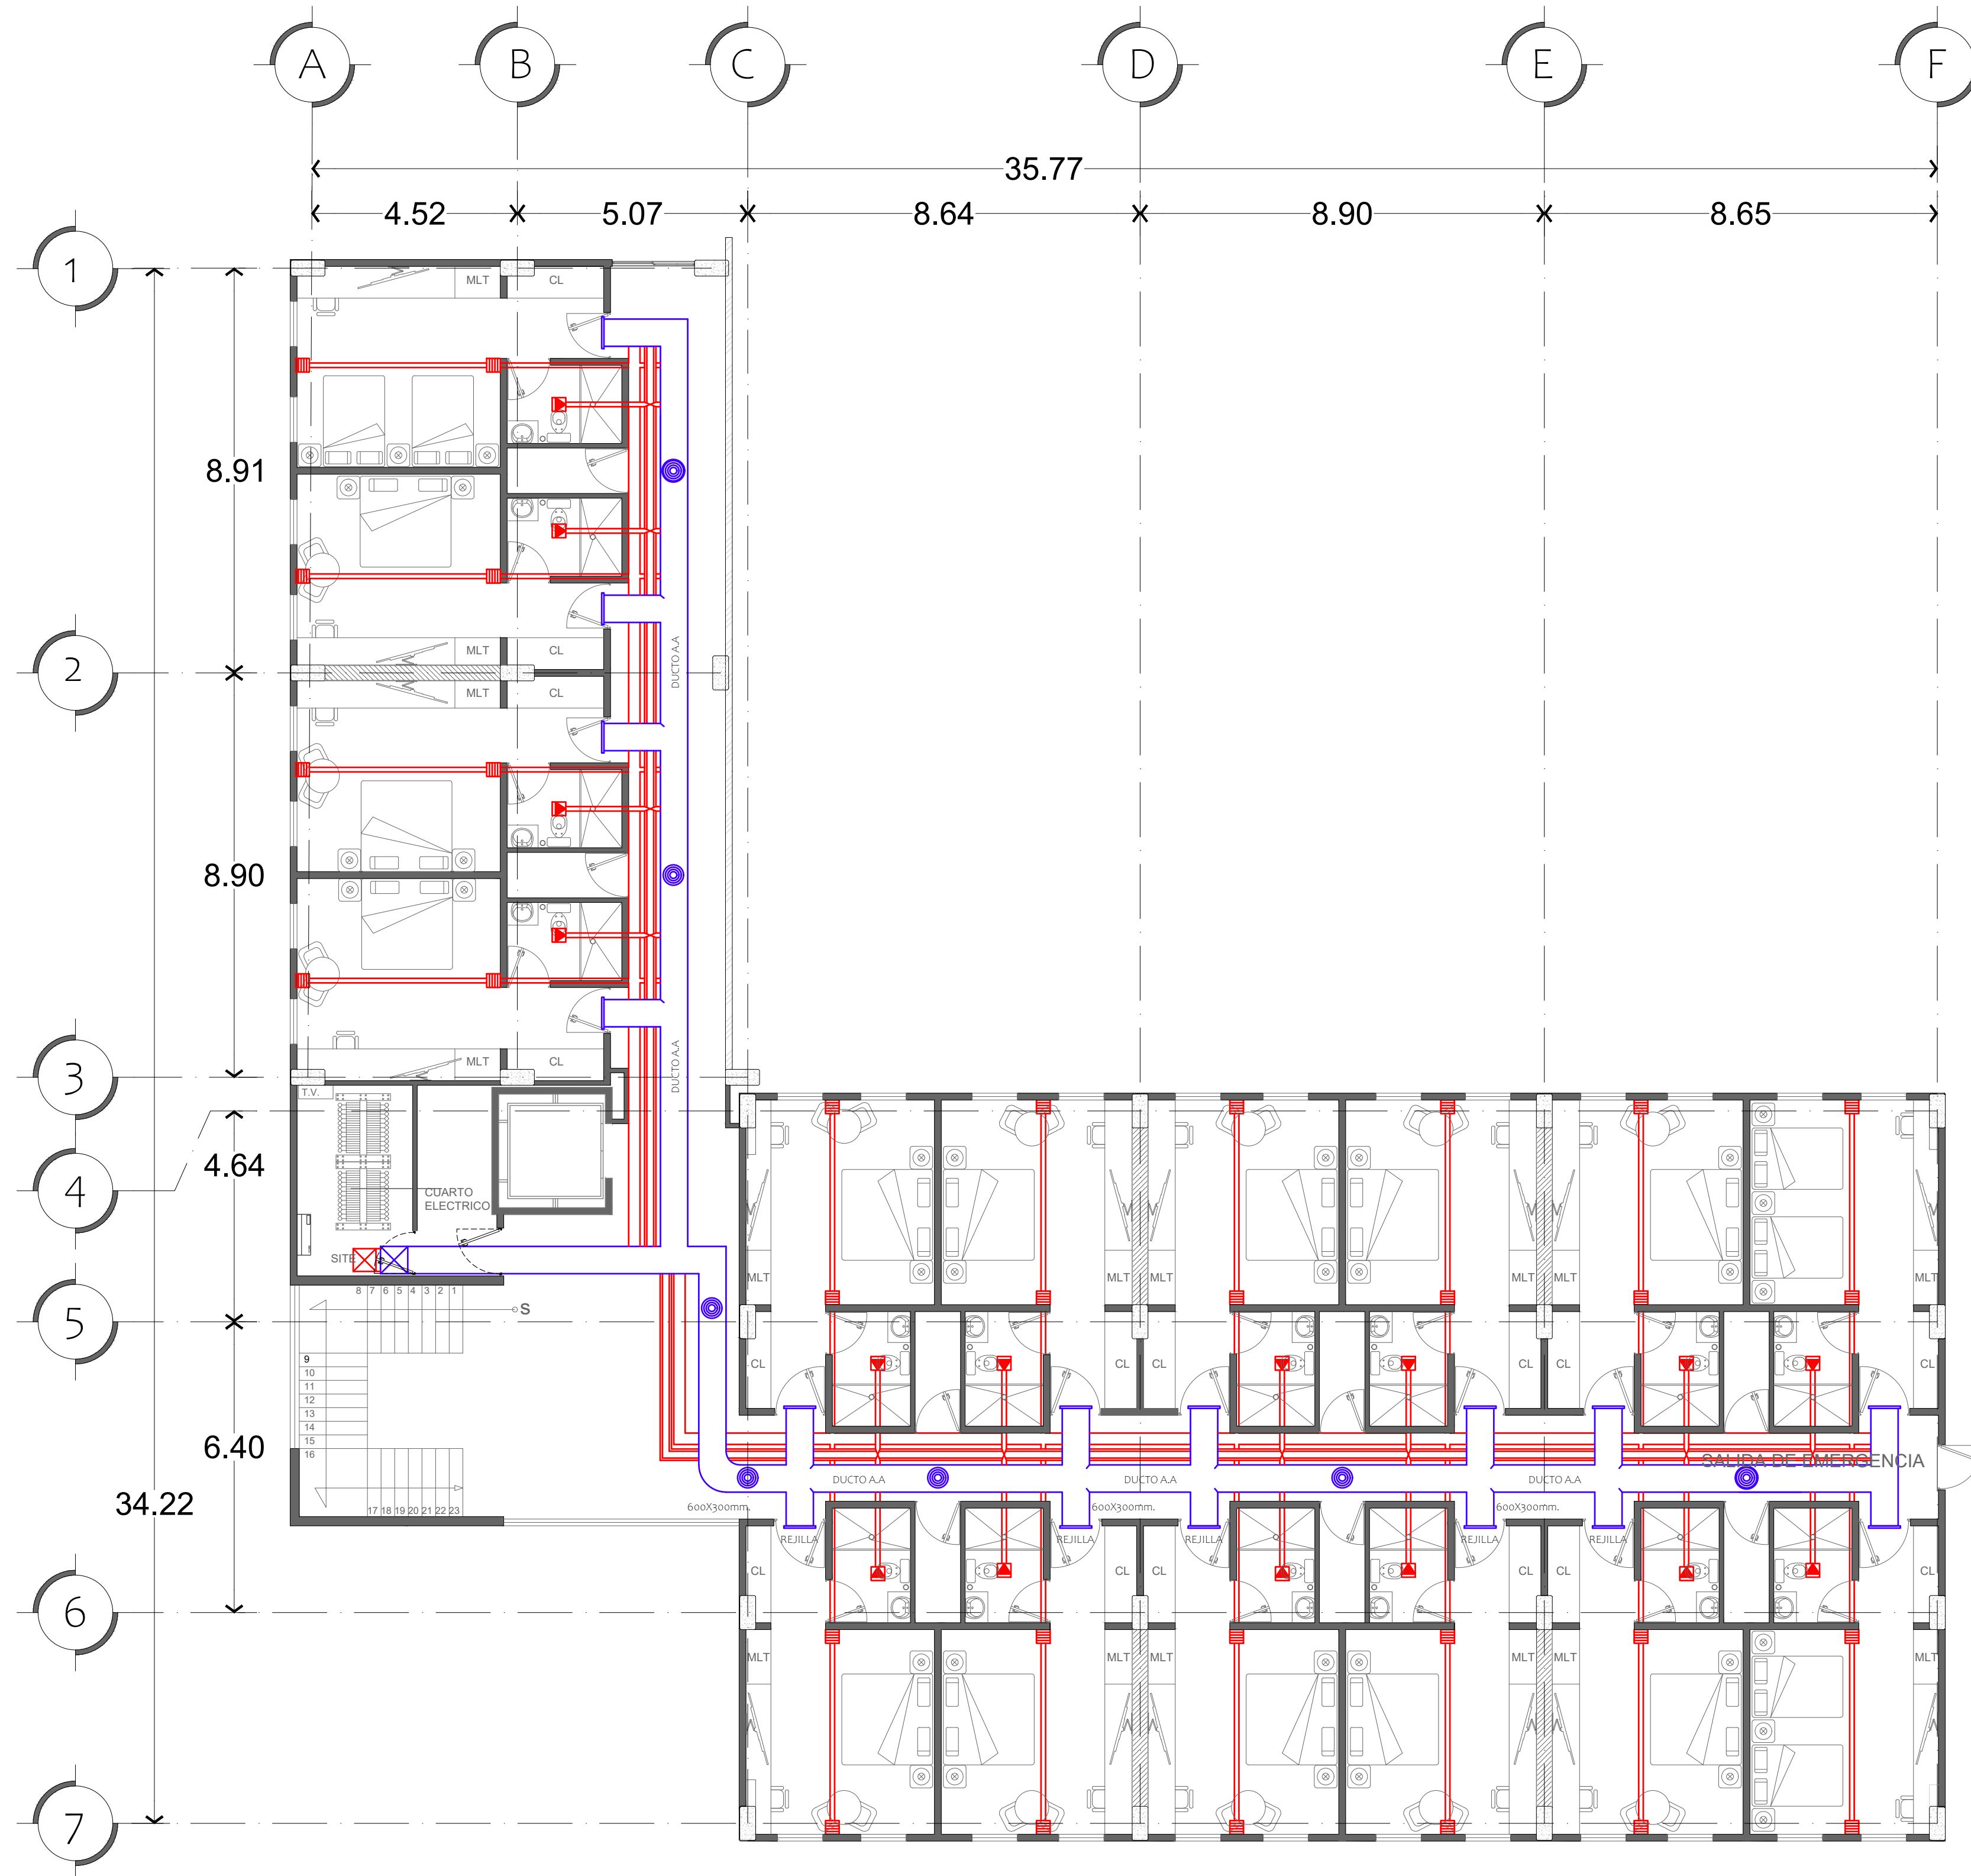 A B C D E F
35.77
4.52 5.07 8.64 8.90 8.65
1
MLT CL
8.91
DUCTO A.A
MLT CL
2
MLT CL
8.90
DUCTO A.A
MLT CL
3
T.V.
4
4.64
CUARTO
ELECTRICO
SITE
MLT MLT MLT MLT MLT MLT
8 7 6 5 4 3 2 1
S
5
9
10
11
12
13
14
15
16
CL CL CL CL CL CL
6.40
SALIDA DE EMERGENCIA
DUCTO A.A DUCTO A.A DUCTO A.A
34.22
17 18 19 20 21 22 23
600X300mm. 600X300mm. 600X300mm.
REJILLA REJILLA REJILLA REJILLA REJILLA
CL CL CL CL CL CL
6
MLT MLT MLT MLT MLT MLT
7